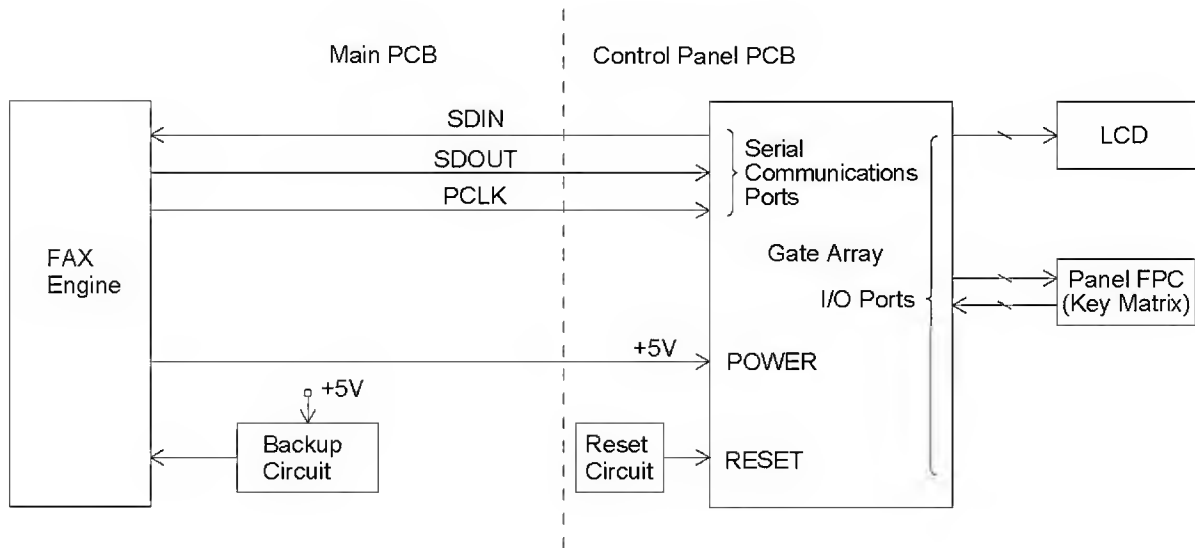 Main PCB
Control Panel PCB
SDIN
SDOUT
PCLK
Serial
Communications
Ports
LCD
FAX
Engine
Gate Array
I/O Ports
Panel FPC
(Key Matrix)
+5V
POWER
+5V
Backup
Circuit
Reset
Circuit
RESET